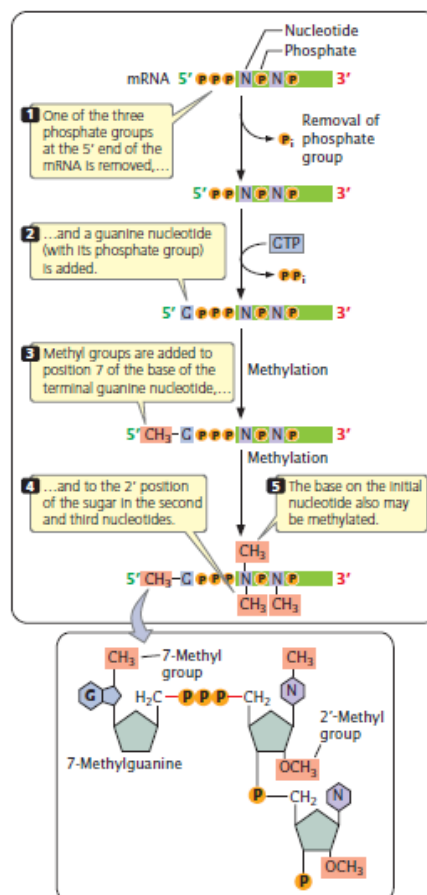 Nucleotide
Phosphate
mRNA 5′ P P P N P N P 3′
1 One of the three
phosphate groups
at the 5′ end of the
mRNA is removed,…
Removal of
Pi phosphate
group
5′ P P N P N P 3′
2 …and a guanine nucleotide
(with its phosphate group)
is added.
GTP
P Pi
5′ G P P P N P N P 3′
3 Methyl groups are added to
position 7 of the base of the
terminal guanine nucleotide,…
Methylation
5′ CH3–G P P P N P N P 3′
Methylation
4 …and to the 2′ position
of the sugar in the second
and third nucleotides.
5 The base on the initial
nucleotide also may
be methylated.
CH3
5′ CH3–G P P P N P N P 3′
CH3 CH3
CH3 7-Methyl
group
CH3
G
H2C–P P P–CH2
N
2′-Methyl
group
7-Methylguanine
OCH3
P–CH2
N
OCH3
P